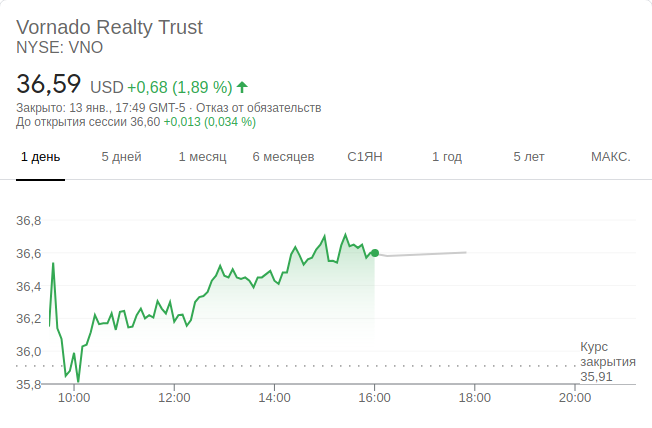 Vornado Realty Trust
NYSE: VNO
36,59 USD +0,68 (1,89 %)
Закрыто: 13 янв., 17:49 GMT-5 · Отказ от обязательств
До открытия сессии 36,60 +0,013 (0,034 %)
1 день 5 дней 1 месяц 6 месяцев С1ЯН 1 год 5 лет МАКС.
36,8
36,6
36,4
36,2
36,0
35,8
Курс
закрытия
35,91
10:00 12:00 14:00 16:00 18:00 20:00